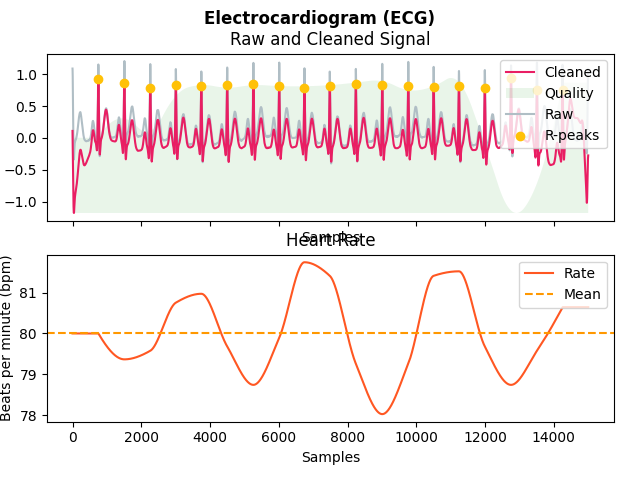 Electrocardiogram (ECG)
Raw and Cleaned Signal
1.0
0.5
0.0
−0.5
−1.0
Cleaned
Quality
Raw
R-peaks
Samples
Heart Rate
Beats per minute (bpm)
81
80
79
78
Rate
Mean
0 2000 4000 6000 8000 10000 12000 14000
Samples